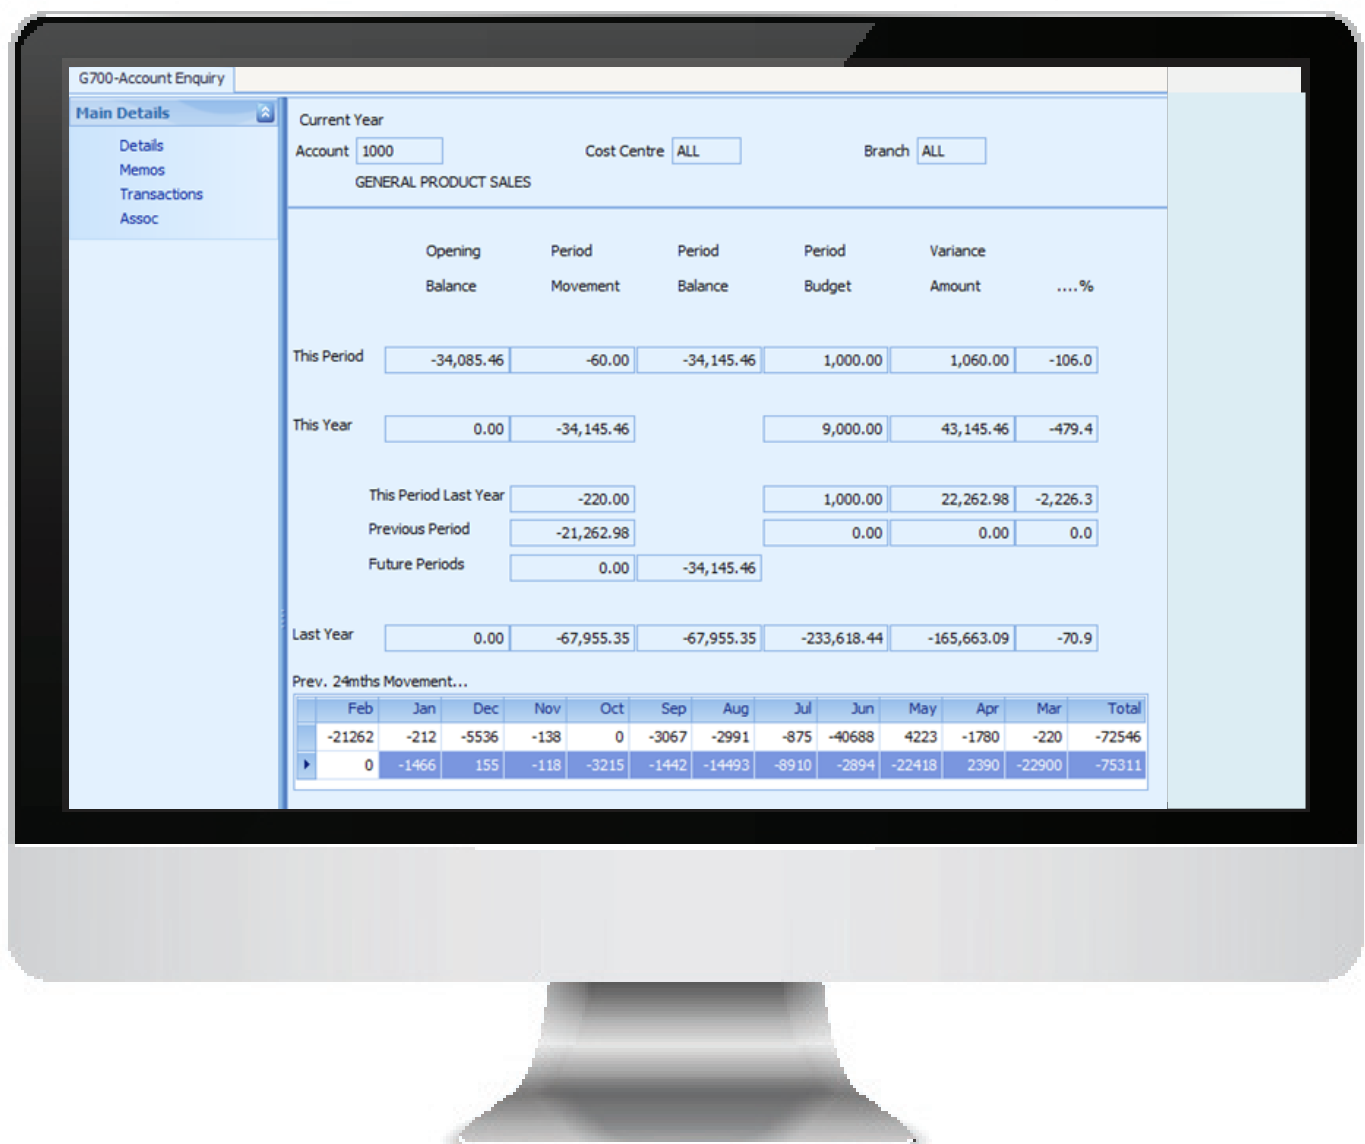 G700-Account Enquiry
Main Details
Details
Memos
Transactions
Assoc
Current Year
Account 1000 Cost Centre ALL Branch ALL
GENERAL PRODUCT SALES
Opening Period Period Period Variance
Balance Movement Balance Budget Amount ....%
This Period -34,085.46 -60.00 -34,145.46 1,000.00 1,060.00 -106.0
This Year 0.00 -34,145.46 9,000.00 43,145.46 -479.4
This Period Last Year -220.00 1,000.00 22,262.98 -2,226.3
Previous Period -21,262.98 0.00 0.00 0.0
Future Periods 0.00 -34,145.46
Last Year 0.00 -67,955.35 -67,955.35 -233,618.44 -165,663.09 -70.9
Prev. 24mths Movement...
Feb Jan Dec Nov Oct Sep Aug Jul Jun May Apr Mar Total
-21262 -212 -5536 -138 0 -3067 -2991 -875 -40688 4223 -1780 -220 -72546
0 -1466 155 -118 -3215 -1442 -14493 -8910 -2894 -22418 2390 -22900 -75311